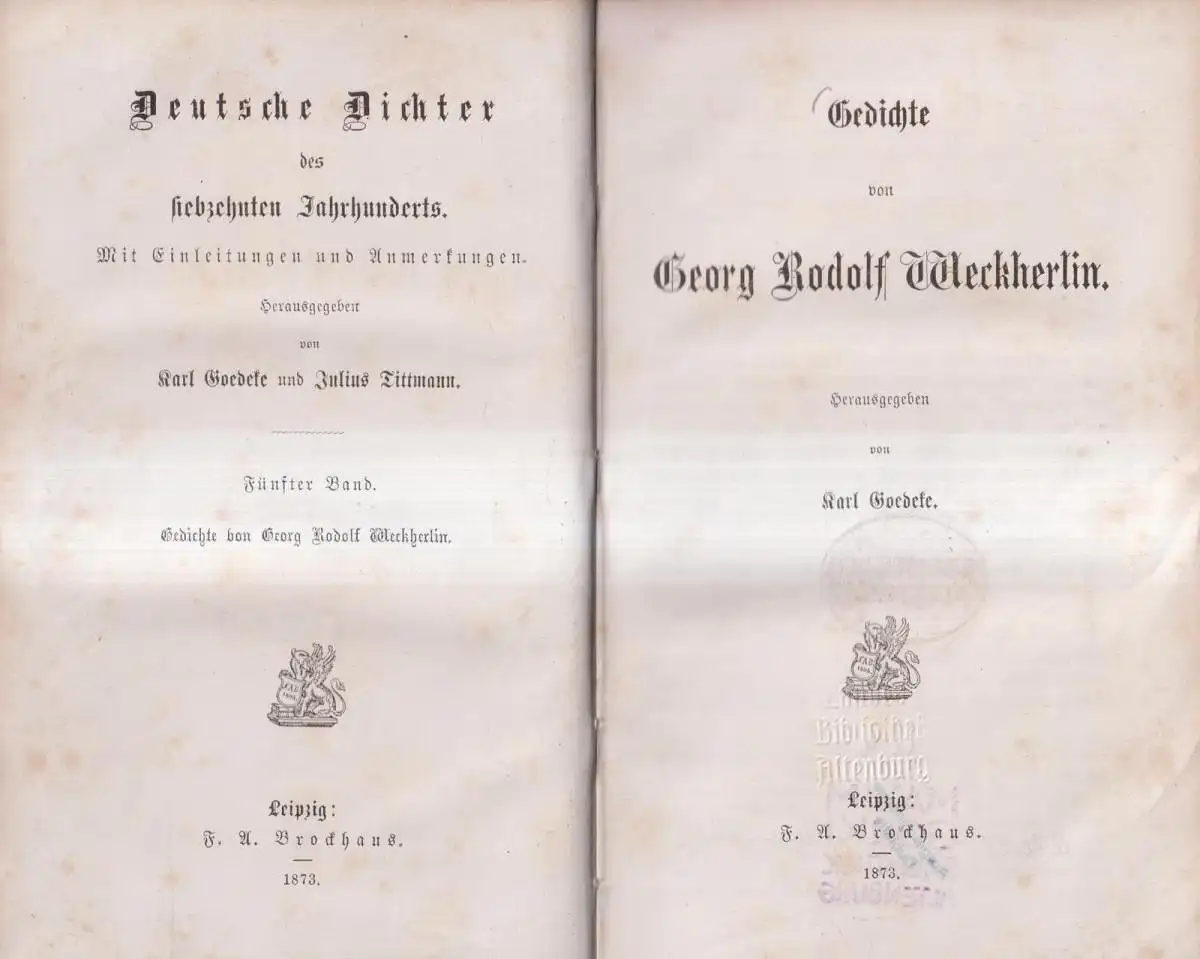 Deutsche Dichter
des
siebzehnten Jahrhunderts.
Mit Einleitungen und Anmerkungen.
Herausgegeben
von
Karl Goedeke und Julius Tittmann.
Fünfter Band.
Gedichte von Georg Rodolf Weckherlin.
FAB
Leipzig:
F. A. Brockhaus.
1873.
Gedichte
von
Georg Rodolf Weckherlin.
Herausgegeben
von
Karl Goedeke.
FAB
Bibliothek
Altenburg
Leipzig:
F. A. Brockhaus.
1873.